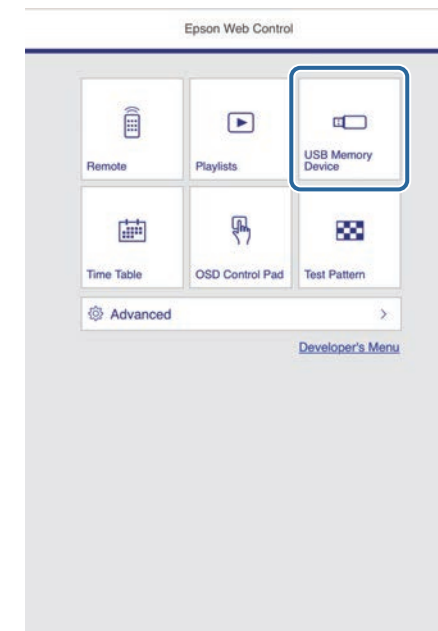 Epson Web Control
Remote
Playlists
USB Memory
Device
Time Table
OSD Control Pad
Test Pattern
Advanced
Developer's Menu